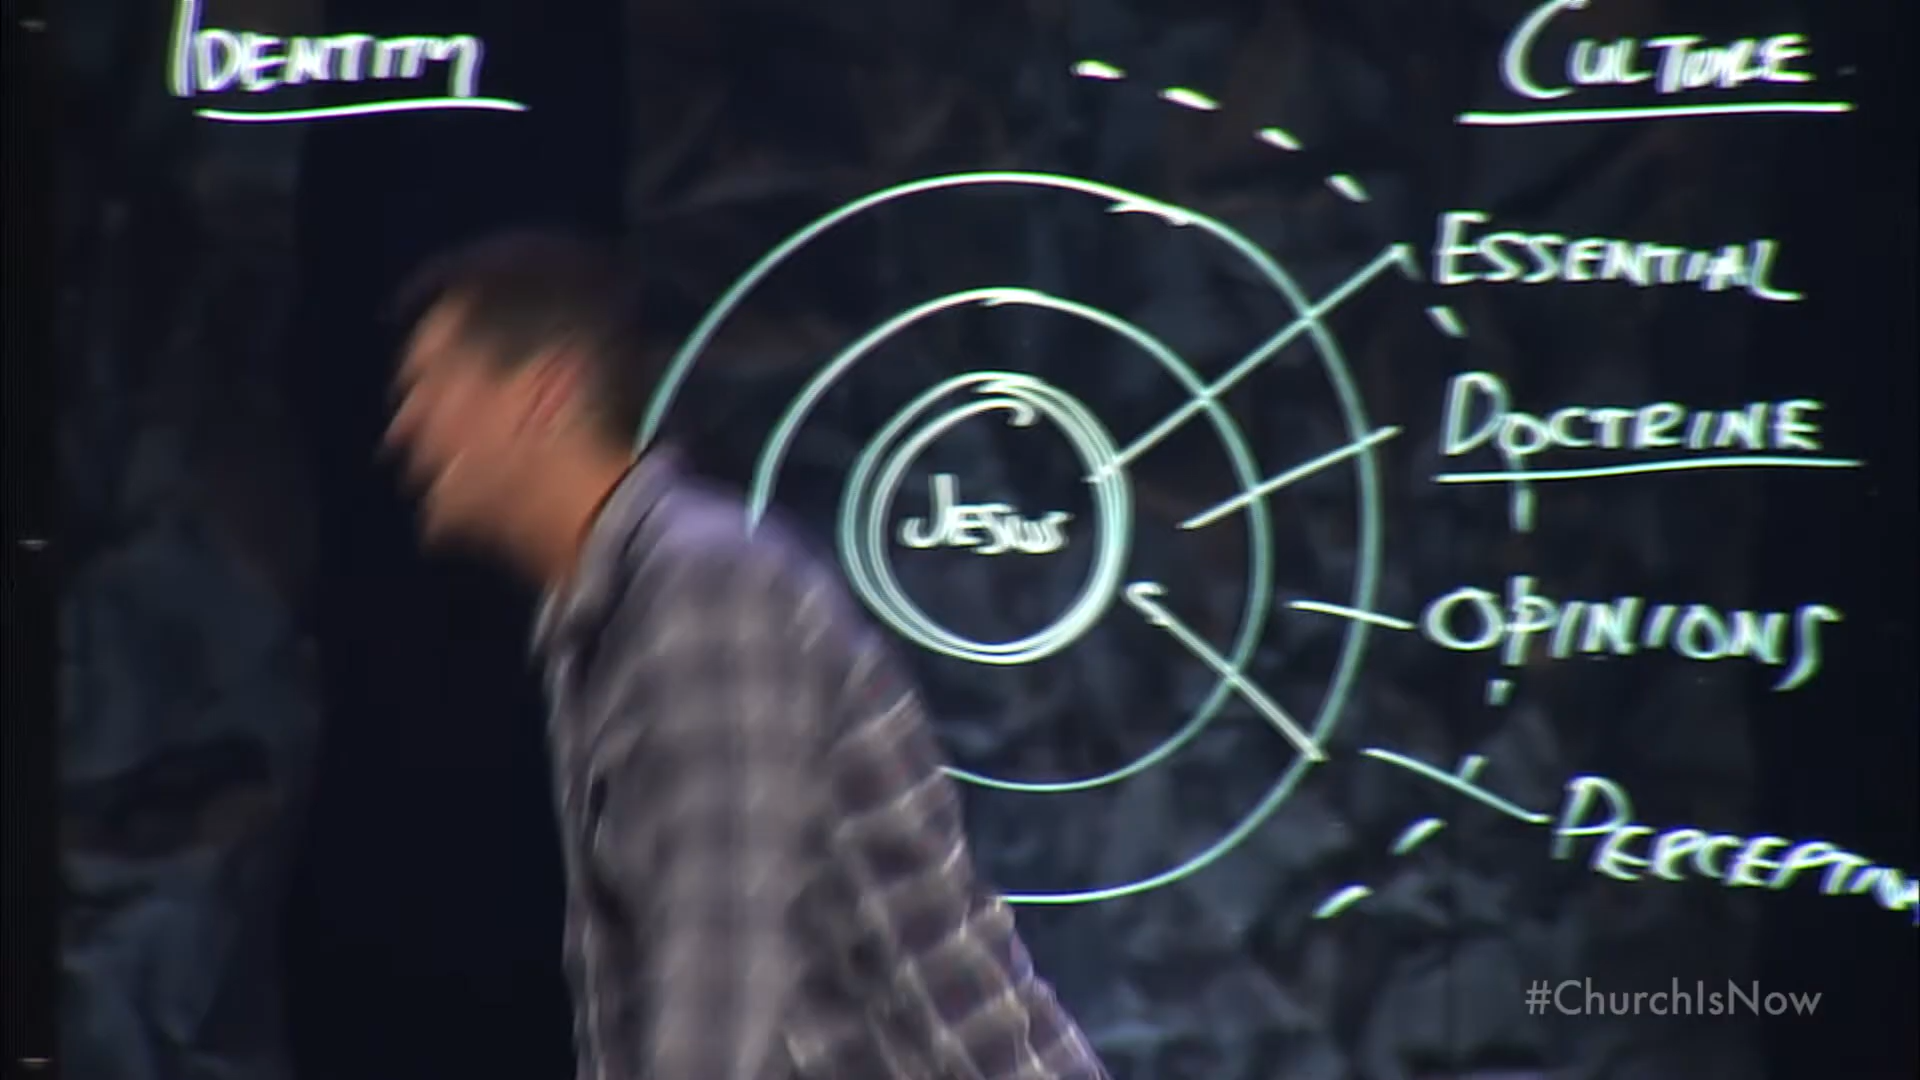 IDENTITY
CULTURE
ESSENTIAL
DOCTRINE
JESUS
OPINIONS
#ChurchIsNow